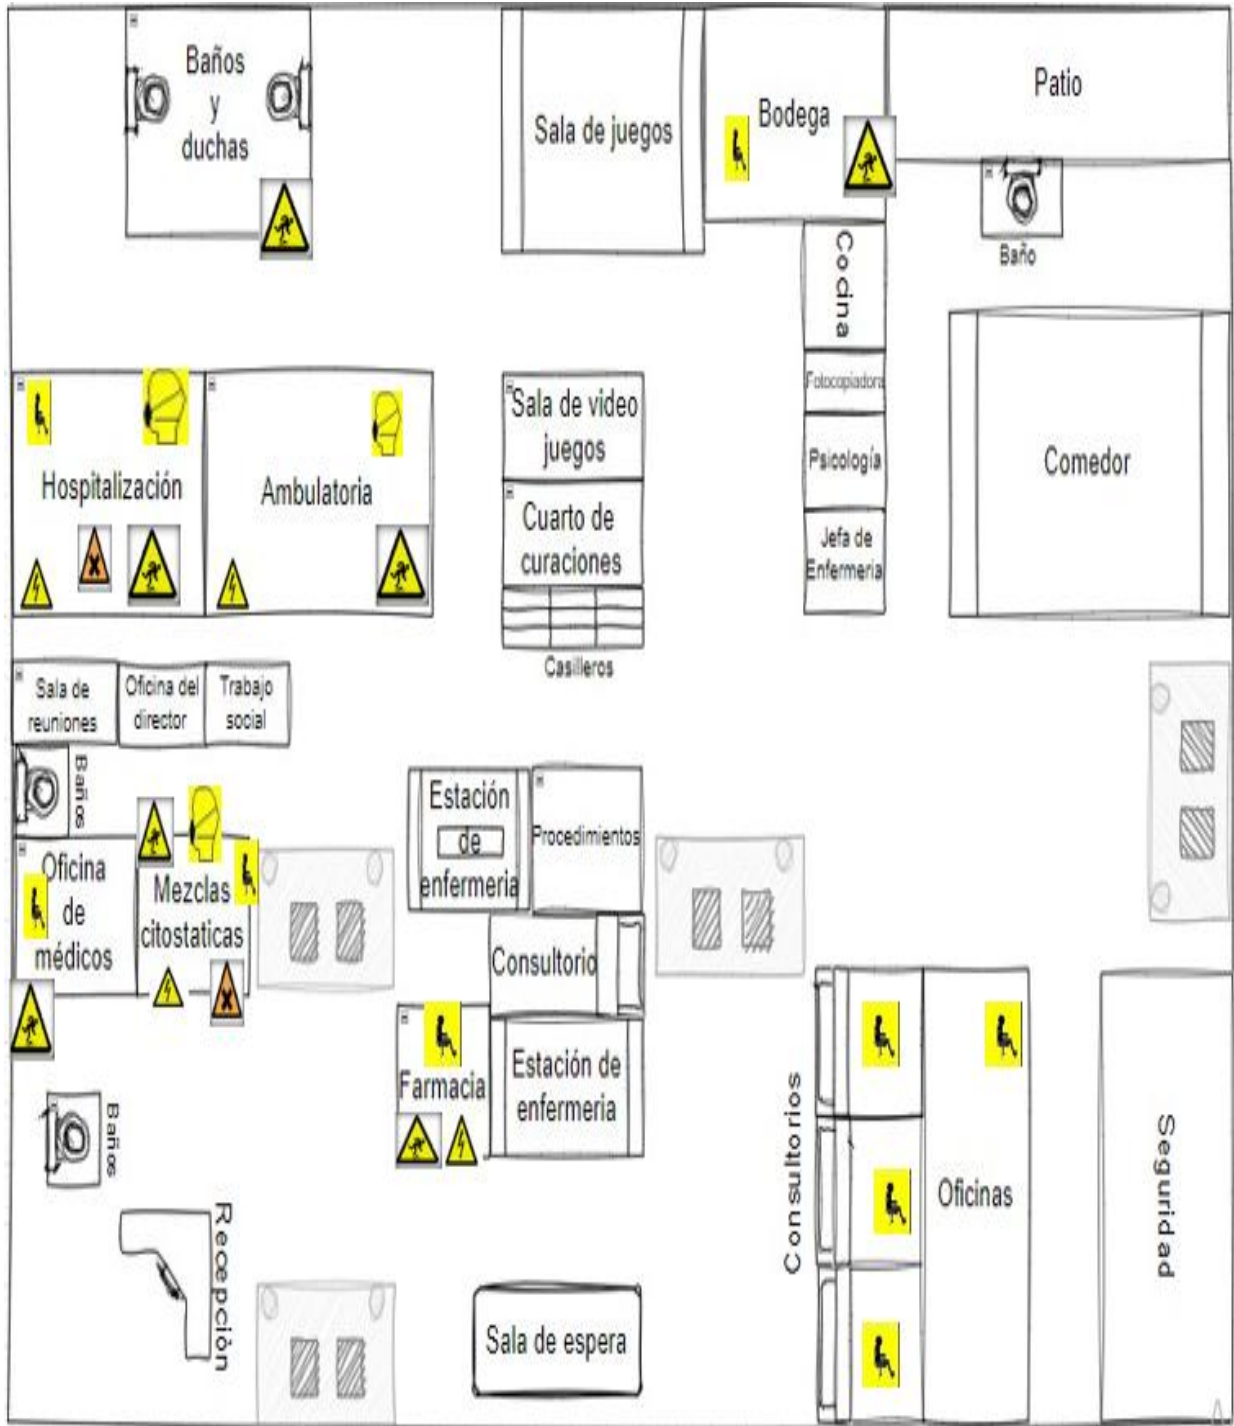 Baños
y
duchas
Sala de juegos
Bodega
Patio
Baño
Cocina
Fotocopiadora
Psicología
Jefa de
Enfermeria
Comedor
Hospitalización
Ambulatoria
Sala de video
juegos
Cuarto de
curaciones
Casilleros
Sala de
reuniones
Oficina del
director
Trabajo
social
Baños
Oficina
de
médicos
Mezclas
citostaticas
Estación
de
enfermeria
Procedimientos
Consultorio
Farmacia
Estación de
enfermeria
Baños
Recepción
Sala de espera
Consultorios
Oficinas
Seguridad